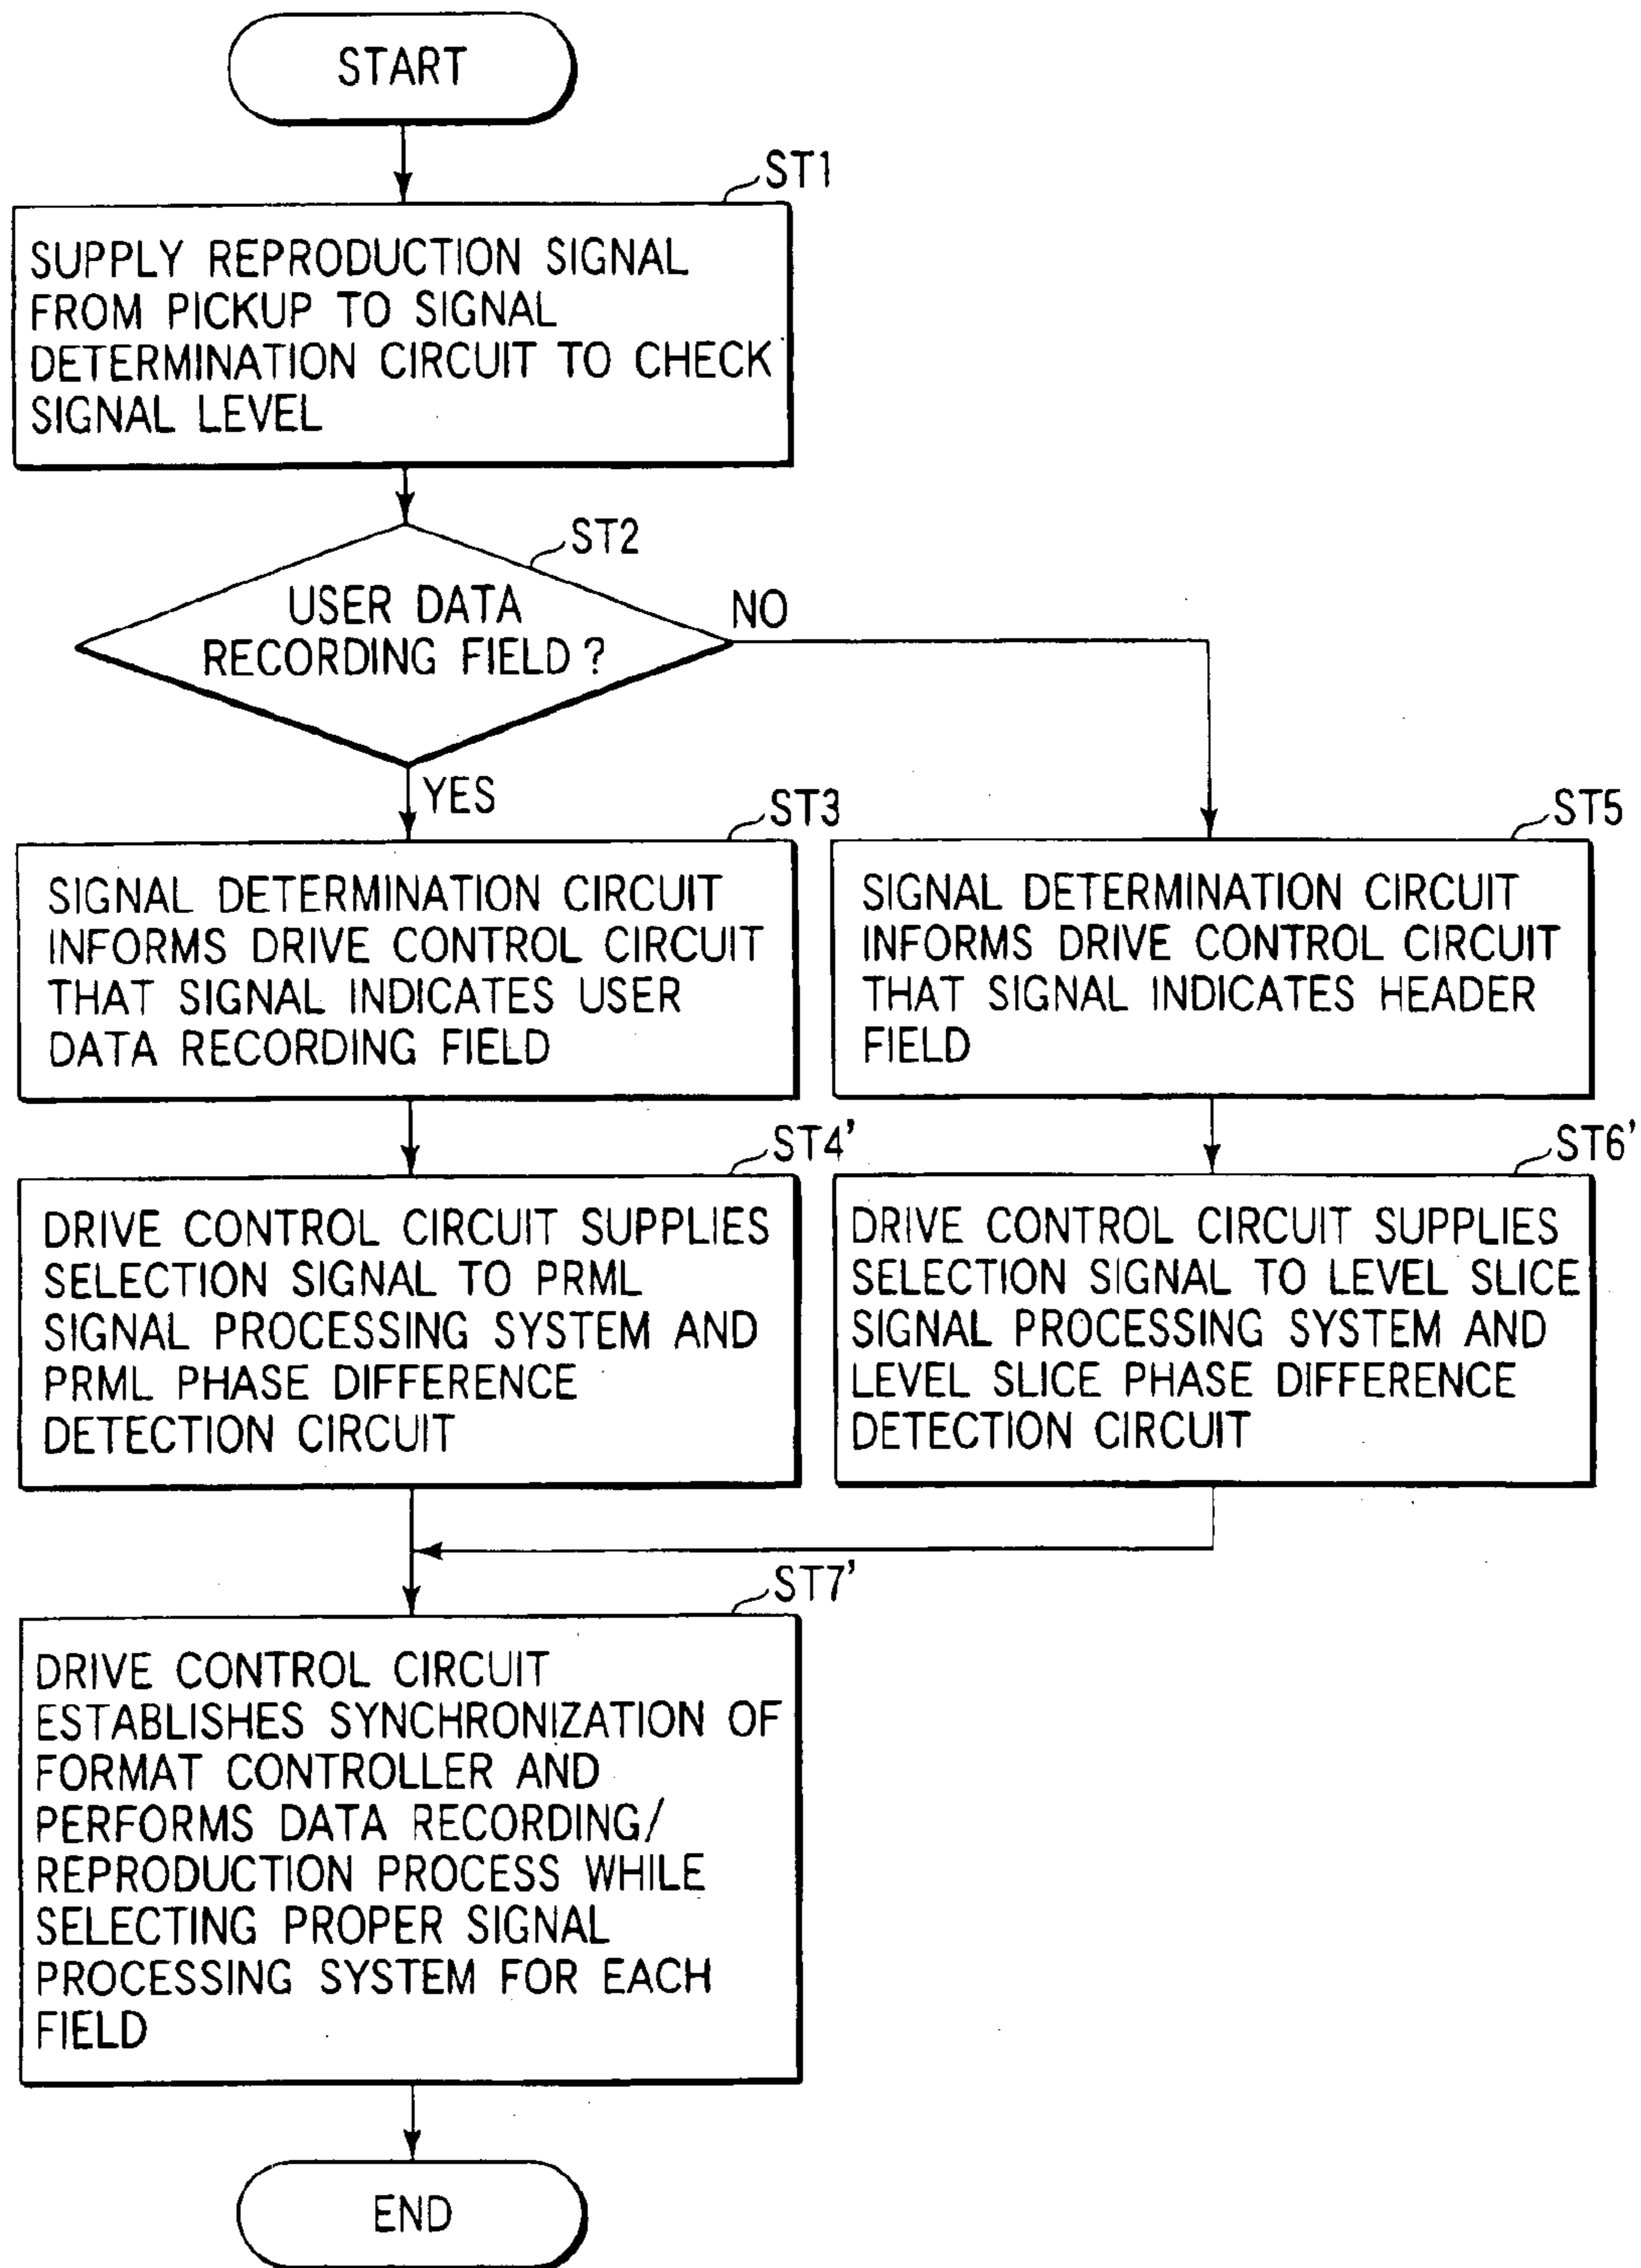 START
ST1
SUPPLY REPRODUCTION SIGNAL
FROM PICKUP TO SIGNAL
DETERMINATION CIRCUIT TO CHECK
SIGNAL LEVEL
ST2
USER DATA
RECORDING FIELD ?
NO
YES
ST3
SIGNAL DETERMINATION CIRCUIT
INFORMS DRIVE CONTROL CIRCUIT
THAT SIGNAL INDICATES USER
DATA RECORDING FIELD
ST5
SIGNAL DETERMINATION CIRCUIT
INFORMS DRIVE CONTROL CIRCUIT
THAT SIGNAL INDICATES HEADER
FIELD
ST4'
DRIVE CONTROL CIRCUIT SUPPLIES
SELECTION SIGNAL TO PRML
SIGNAL PROCESSING SYSTEM AND
PRML PHASE DIFFERENCE
DETECTION CIRCUIT
ST6'
DRIVE CONTROL CIRCUIT SUPPLIES
SELECTION SIGNAL TO LEVEL SLICE
SIGNAL PROCESSING SYSTEM AND
LEVEL SLICE PHASE DIFFERENCE
DETECTION CIRCUIT
ST7'
DRIVE CONTROL CIRCUIT
ESTABLISHES SYNCHRONIZATION OF
FORMAT CONTROLLER AND
PERFORMS DATA RECORDING/
REPRODUCTION PROCESS WHILE
SELECTING PROPER SIGNAL
PROCESSING SYSTEM FOR EACH
FIELD
END